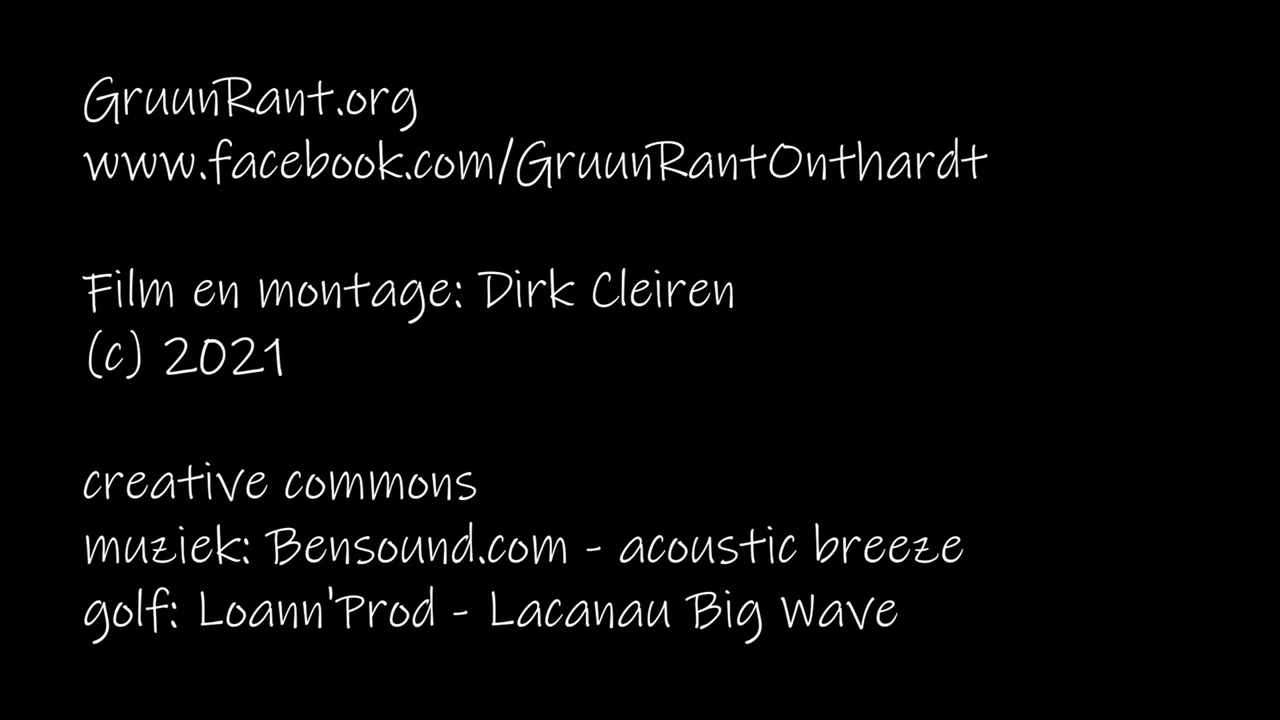 GruunRant.org
www.facebook.com/GruunRantOnthardt
Film en montage: Dirk Cleiren
(c) 2021
creative commons
muziek: Bensound.com - acoustic breeze
golf: Loann'Prod - Lacanau Big Wave